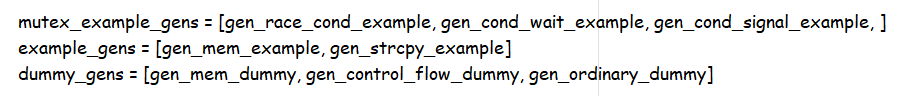 mutex_example_gens = [gen_race_cond_example, gen_cond_wait_example, gen_cond_signal_example, ]
example_gens = [gen_mem_example, gen_strcpy_example]
dummy_gens = [gen_mem_dummy, gen_control_flow_dummy, gen_ordinary_dummy]